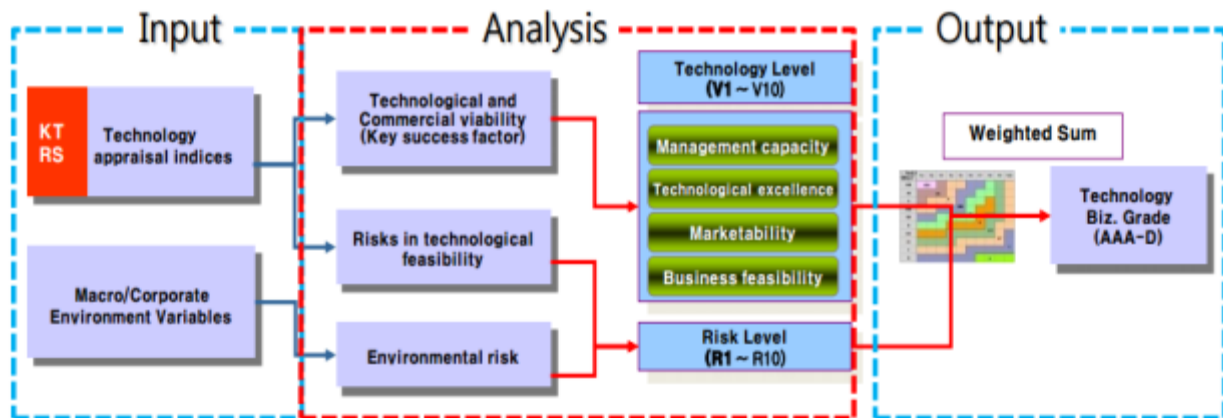 Input
Analysis
Output
KT
RS
Technology
appraisal indices
Macro/Corporate
Environment Variables
Technological and
Commercial viability
(Key success factor)
Risks in technological
feasibility
Environmental risk
Technology Level
(V1 ~ V10)
Management capacity
Technological excellence
Marketability
Business feasibility
Risk Level
(R1 ~ R10)
Weighted Sum
Technology
Biz. Grade
(AAA-D)